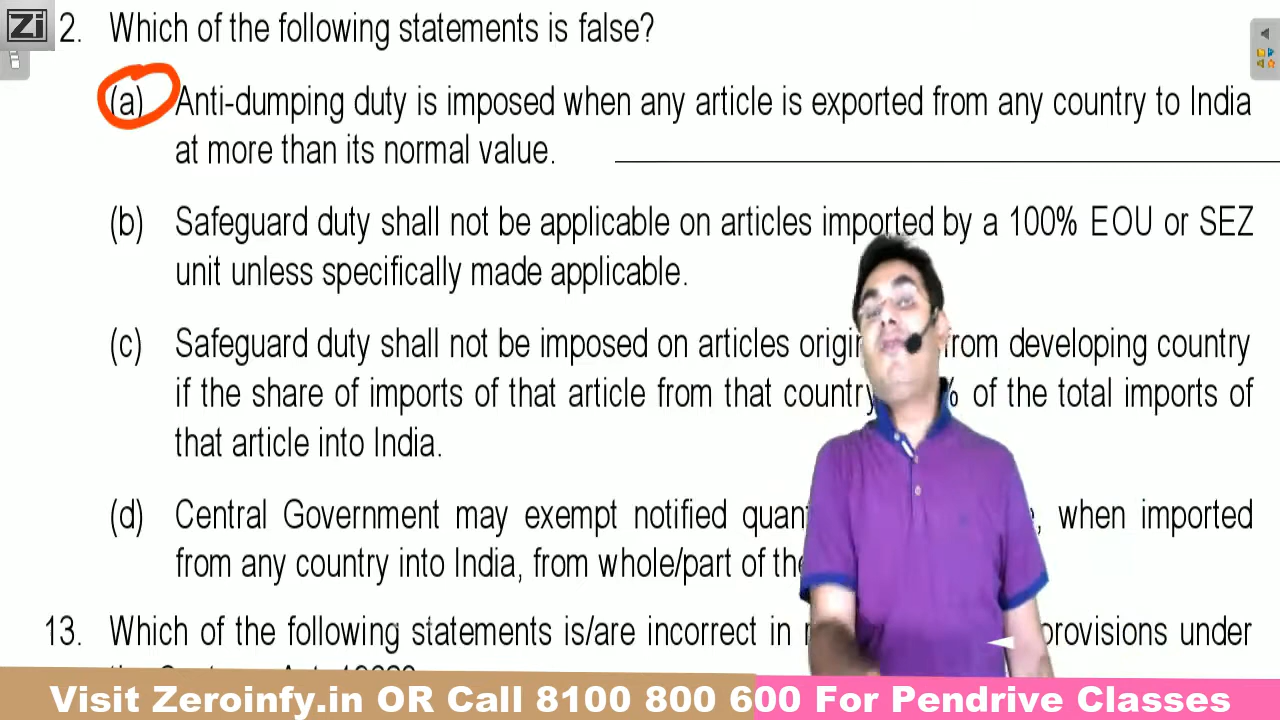 Zi
2. Which of the following statements is false?
(a) Anti-dumping duty is imposed when any article is exported from any country to India
at more than its normal value.
(b) Safeguard duty shall not be applicable on articles imported by a 100% EOU or SEZ
unit unless specifically made applicable.
(c) Safeguard duty shall not be imposed on articles from developing country
if the share of imports of that article from that country % of the total imports of
that article into India.
(d) Central Government may exempt notified when imported
from any country into India, from whole/part of the
13. Which of the following statements is/are incorrect in provisions under
Visit Zeroinfy.in OR Call 8100 800 600 For Pendrive Classes